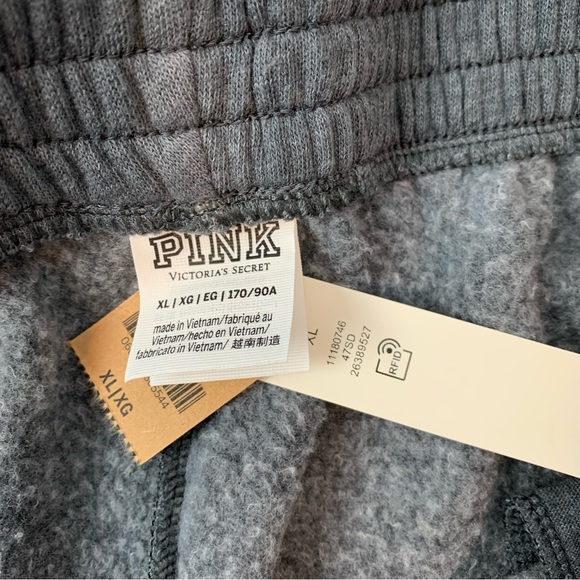 PINK
VICTORIA'S SECRET
XL | XG | EG | 170/90A
made in Vietnam/fabriqué au
Vietnam/hecho en Vietnam/
fabbricato in Vietnam/ 越南制造
XL
11180746
47SD
26389527
RFID
XL/XG